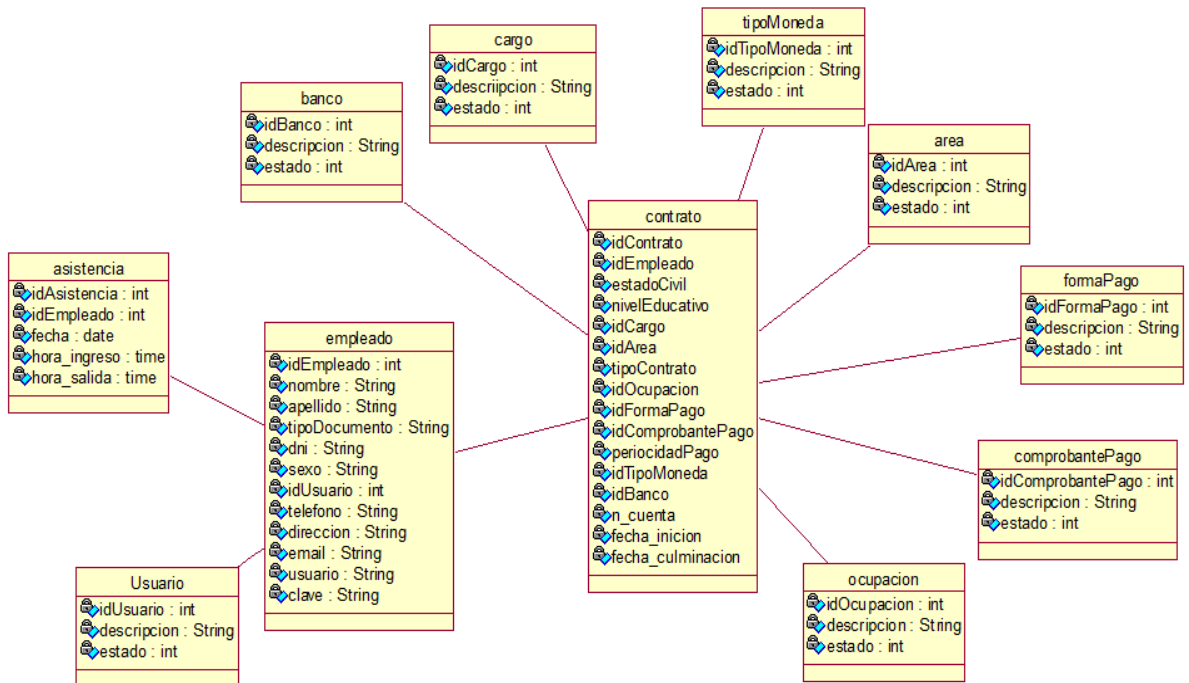 tipoMoneda
idTipoMoneda : int
descripcion : String
estado : int
cargo
idCargo : int
descriipcion : String
estado : int
banco
idBanco : int
descripcion : String
estado : int
area
idArea : int
descripcion : String
estado : int
contrato
idContrato
idEmpleado
estadoCivil
nivelEducativo
idCargo
idArea
tipoContrato
idOcupacion
idFormaPago
idComprobantePago
periocidadPago
idTipoMoneda
idBanco
n_cuenta
fecha_inicion
fecha_culminacion
asistencia
idAsistencia : int
idEmpleado : int
fecha : date
hora_ingreso : time
hora_salida : time
formaPago
idFormaPago : int
descripcion : String
estado : int
empleado
idEmpleado : int
nombre : String
apellido : String
tipoDocumento : String
dni : String
sexo : String
idUsuario : int
telefono : String
direccion : String
email : String
usuario : String
clave : String
comprobantePago
idComprobantePago : int
descripcion : String
estado : int
Usuario
idUsuario : int
descripcion : String
estado : int
ocupacion
idOcupacion : int
descripcion : String
estado : int